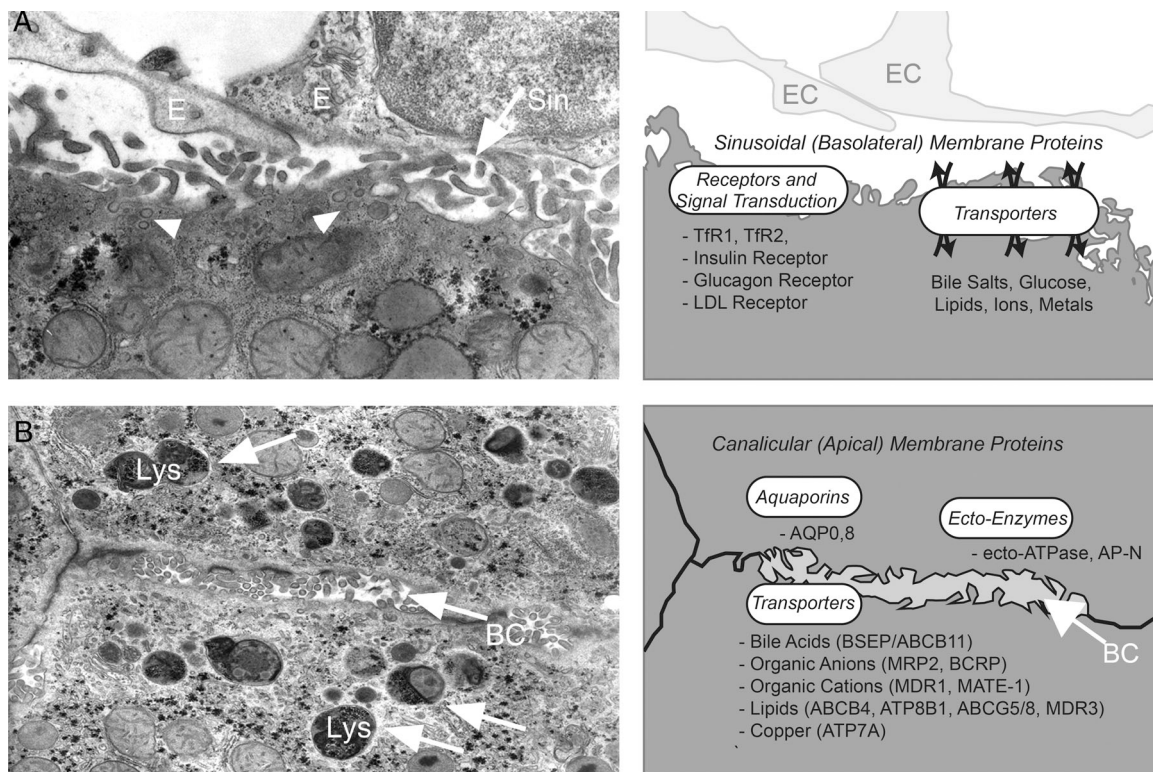 A
E
E
Sin
EC
EC
Sinusoidal (Basolateral) Membrane Proteins
Receptors and
Signal Transduction
- TfR1, TfR2,
- Insulin Receptor
- Glucagon Receptor
- LDL Receptor
Transporters
Bile Salts, Glucose,
Lipids, Ions, Metals
B
Lys
BC
Lys
Canalicular (Apical) Membrane Proteins
Aquaporins
- AQP0,8
Ecto-Enzymes
- ecto-ATPase, AP-N
Transporters
BC
- Bile Acids (BSEP/ABCB11)
- Organic Anions (MRP2, BCRP)
- Organic Cations (MDR1, MATE-1)
- Lipids (ABCB4, ATP8B1, ABCG5/8, MDR3)
- Copper (ATP7A)